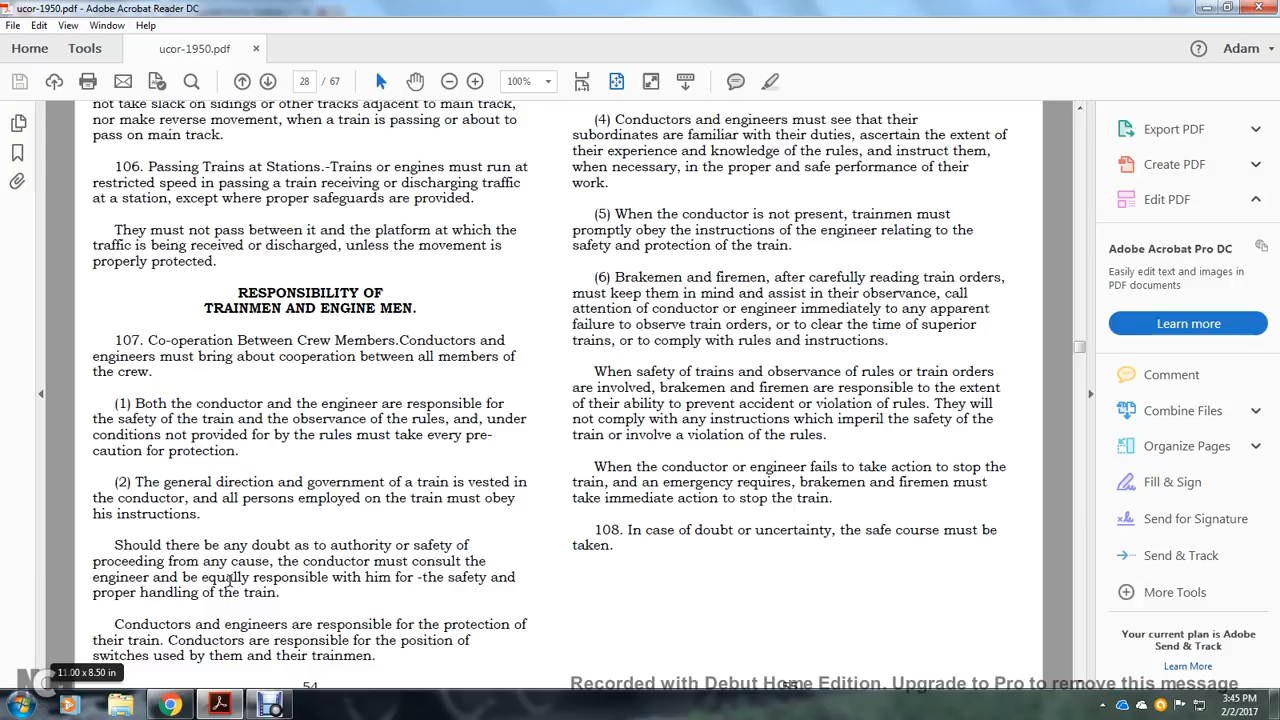 ucor-1950.pdf - Adobe Acrobat Reader DC
File Edit View Window Help
Home Tools ucor-1950.pdf × Adam
28 / 67 100%
not take slack on sidings or other tracks adjacent to main track,
nor make reverse movement, when a train is passing or about to
pass on main track.
106. Passing Trains at Stations.-Trains or engines must run at
restricted speed in passing a train receiving or discharging traffic
at a station, except where proper safeguards are provided.
They must not pass between it and the platform at which the
traffic is being received or discharged, unless the movement is
properly protected.
RESPONSIBILITY OF
TRAINMEN AND ENGINE MEN.
107. Co-operation Between Crew Members.Conductors and
engineers must bring about cooperation between all members of
the crew.
(1) Both the conductor and the engineer are responsible for
the safety of the train and the observance of the rules, and, under
conditions not provided for by the rules must take every pre-
caution for protection.
(2) The general direction and government of a train is vested in
the conductor, and all persons employed on the train must obey
his instructions.
Should there be any doubt as to authority or safety of
proceeding from any cause, the conductor must consult the
engineer and be equally responsible with him for -the safety and
proper handling of the train.
Conductors and engineers are responsible for the protection of
their train. Conductors are responsible for the position of
switches used by them and their trainmen.
54
(4) Conductors and engineers must see that their
subordinates are familiar with their duties, ascertain the extent of
their experience and knowledge of the rules, and instruct them,
when necessary, in the proper and safe performance of their
work.
(5) When the conductor is not present, trainmen must
promptly obey the instructions of the engineer relating to the
safety and protection of the train.
(6) Brakemen and firemen, after carefully reading train orders,
must keep them in mind and assist in their observance, call
attention of conductor or engineer immediately to any apparent
failure to observe train orders, or to clear the time of superior
trains, or to comply with rules and instructions.
When safety of trains and observance of rules or train orders
are involved, brakemen and firemen are responsible to the extent
of their ability to prevent accident or violation of rules. They will
not comply with any instructions which imperil the safety of the
train or involve a violation of the rules.
When the conductor or engineer fails to take action to stop the
train, and an emergency requires, brakemen and firemen must
take immediate action to stop the train.
108. In case of doubt or uncertainty, the safe course must be
taken.
Export PDF
Create PDF
Edit PDF
Adobe Acrobat Pro DC
Easily edit text and images in
PDF documents
Learn more
Comment
Combine Files
Organize Pages
Fill & Sign
Send for Signature
Send & Track
More Tools
Your current plan is Adobe
Send & Track
Learn More
11.00 x 8.50 in
Recorded with Debut Home Edition. Upgrade to Pro to remove this message
3:45 PM
2/2/2017